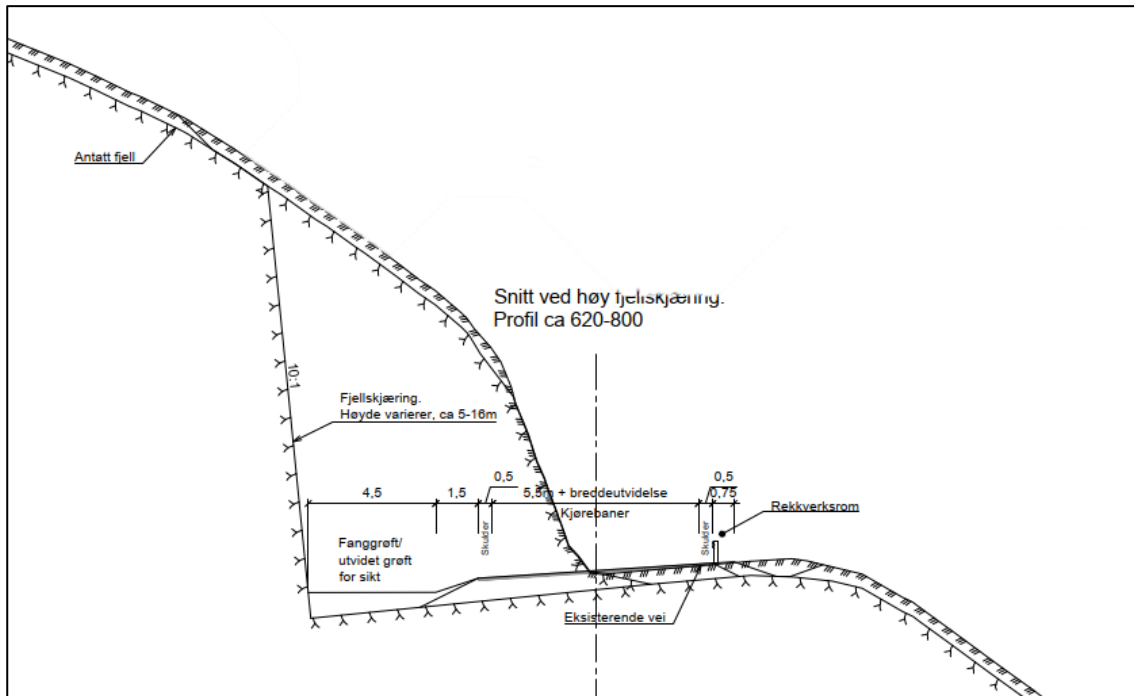 Antatt fjell
Snitt ved høy fjellskjæring.
Profil ca 620-800
10:1
Fjellskjæring.
Høyde varierer, ca 5-16m
0,5
0,5
4,5
1,5
5,5m + breddeutvidelse
0,75
Kjørebaner
Skulder
Skulder
Rekkverksrom
Fanggrøft/
utvidet grøft
for sikt
Eksisterende vei